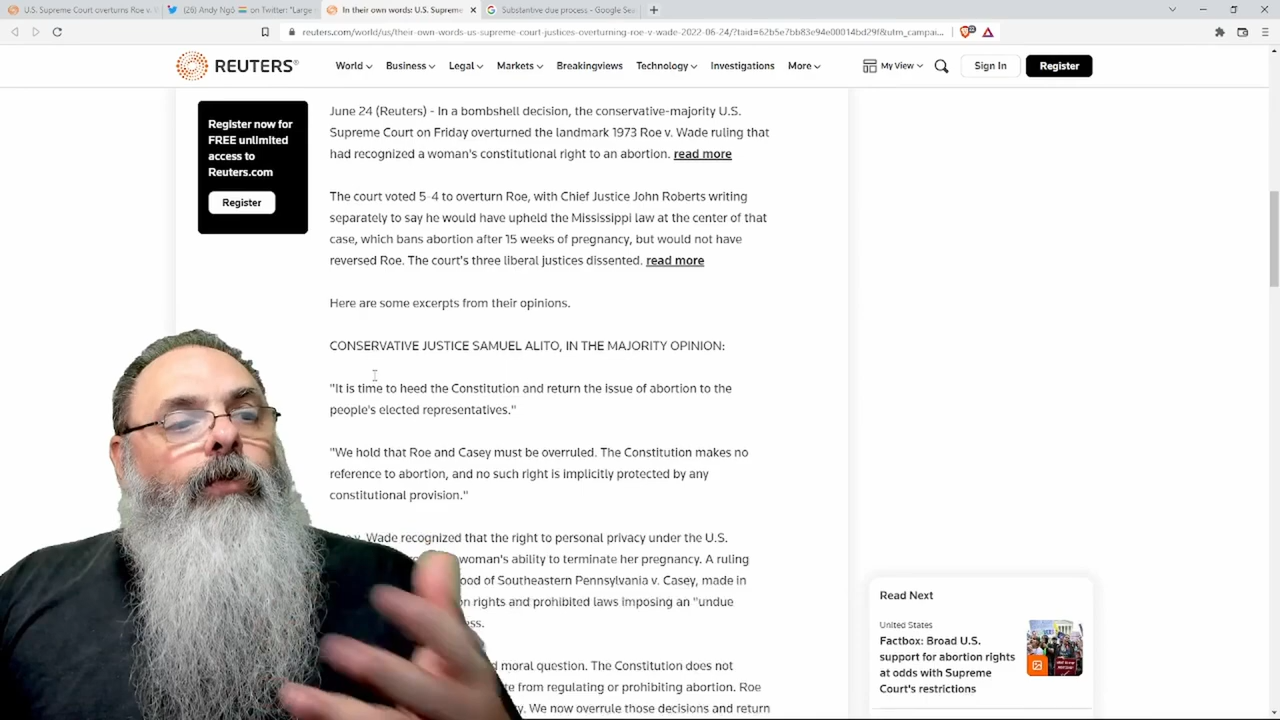 U.S. Supreme Court overturns Roe v.
(26) Andy Ngô on Twitter: "Large
In their own words: U.S. Supreme
Substantive due process - Google Sea
reuters.com/world/us/their-own-words-us-supreme-court-justices-overturning-roe-v-wade-2022-06-24/?taid=62b5e7bb83e94e00014bd29f&utm_campai...
REUTERS®
World
Business
Legal
Markets
Breakingviews
Technology
Investigations
More
My View
Sign In
Register
Register now for
FREE unlimited
access to
Reuters.com
Register
June 24 (Reuters) - In a bombshell decision, the conservative-majority U.S.
Supreme Court on Friday overturned the landmark 1973 Roe v. Wade ruling that
had recognized a woman's constitutional right to an abortion. read more
The court voted 5-4 to overturn Roe, with Chief Justice John Roberts writing
separately to say he would have upheld the Mississippi law at the center of that
case, which bans abortion after 15 weeks of pregnancy, but would not have
reversed Roe. The court's three liberal justices dissented. read more
Here are some excerpts from their opinions.
CONSERVATIVE JUSTICE SAMUEL ALITO, IN THE MAJORITY OPINION:
"It is time to heed the Constitution and return the issue of abortion to the
people's elected representatives."
"We hold that Roe and Casey must be overruled. The Constitution makes no
reference to abortion, and no such right is implicitly protected by any
constitutional provision."
v. Wade recognized that the right to personal privacy under the U.S.
woman's ability to terminate her pregnancy. A ruling
of Southeastern Pennsylvania v. Casey, made in
rights and prohibited laws imposing an "undue
moral question. The Constitution does not
from regulating or prohibiting abortion. Roe
We now overrule those decisions and return
Read Next
United States
Factbox: Broad U.S.
support for abortion rights
at odds with Supreme
Court's restrictions